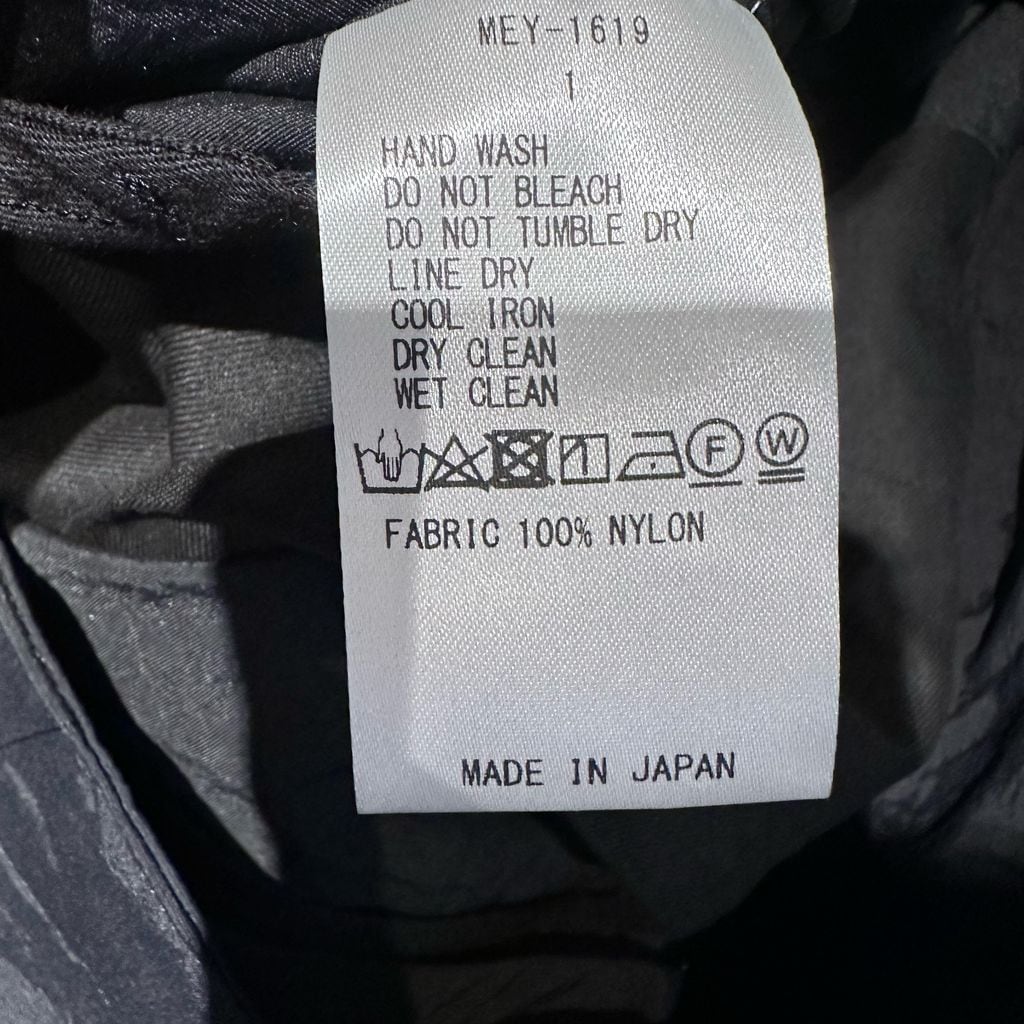 MEY-1619
1
HAND WASH
DO NOT BLEACH
DO NOT TUMBLE DRY
LINE DRY
COOL IRON
DRY CLEAN
WET CLEAN
F W
FABRIC 100% NYLON
MADE IN JAPAN